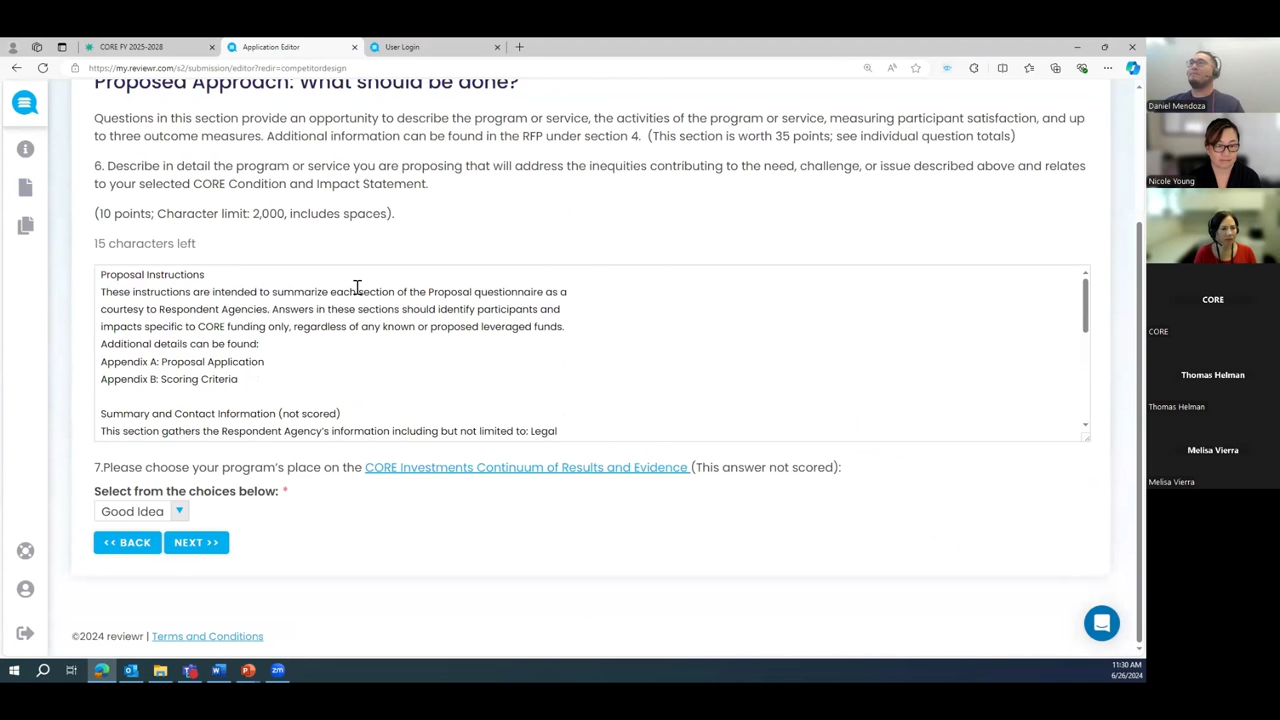 CORE FY 2025-2028
Application Editor
User Login
https://my.reviewr.com/s2/submission/editor?redir=competitordesign
Proposed Approach: What should be done?
Questions in this section provide an opportunity to describe the program or service, the activities of the program or service, measuring participant satisfaction, and up
to three outcome measures. Additional information can be found in the RFP under section 4. (This section is worth 35 points; see individual question totals)
6. Describe in detail the program or service you are proposing that will address the inequities contributing to the need, challenge, or issue described above and relates
to your selected CORE Condition and Impact Statement.
(10 points; Character limit: 2,000, includes spaces).
15 characters left
Proposal Instructions
These instructions are intended to summarize each section of the Proposal questionnaire as a
courtesy to Respondent Agencies. Answers in these sections should identify participants and
impacts specific to CORE funding only, regardless of any known or proposed leveraged funds.
Additional details can be found:
Appendix A: Proposal Application
Appendix B: Scoring Criteria
Summary and Contact Information (not scored)
This section gathers the Respondent Agency's information including but not limited to: Legal
7.Please choose your program's place on the CORE Investments Continuum of Results and Evidence (This answer not scored):
Select from the choices below: *
Good Idea
<< BACK
NEXT >>
©2024 reviewr | Terms and Conditions
11:30 AM
6/26/2024
Daniel Mendoza
Nicole Young
CORE
CORE
Thomas Helman
Thomas Helman
Melisa Vierra
Melisa Vierra